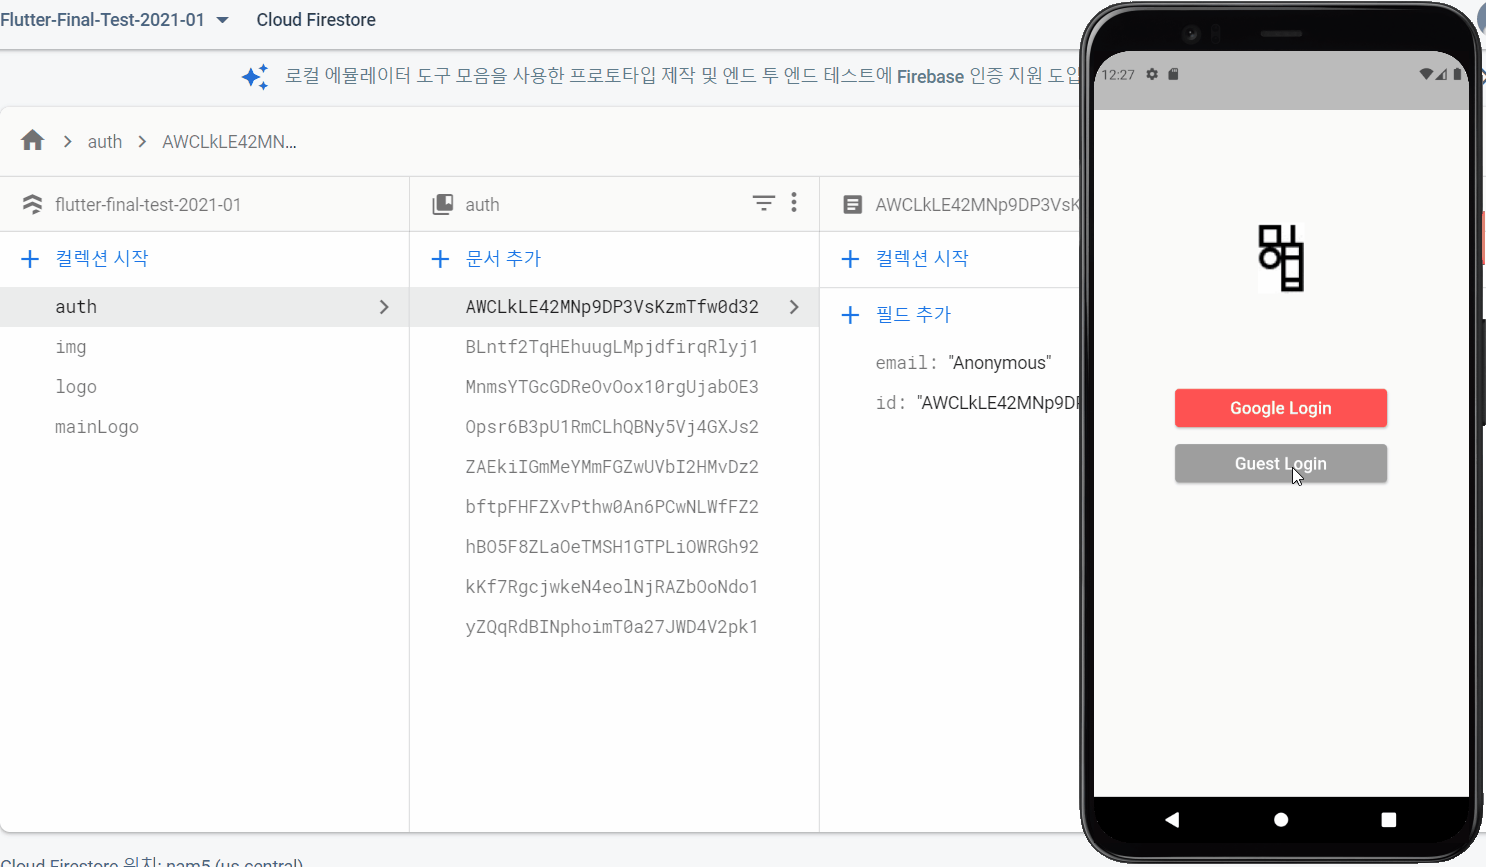 Flutter-Final-Test-2021-01 Cloud Firestore
로컬 에뮬레이터 도구 모음을 사용한 프로토타입 제작 및 엔드 투 엔드 테스트에 Firebase 인증 지원 도입
auth AWCLkLE42MN...
flutter-final-test-2021-01
컬렉션 시작
auth
img
logo
mainLogo
auth
문서 추가
AWCLkLE42MNp9DP3VsKzmTfw0d32
BLntf2TqHEhuugLMpjdfirqRlyj1
MnmsYTGcGDReOvOox10rgUjabOE3
Opsr6B3pU1RmCLhQBNy5Vj4GXJs2
ZAEkiIGmMeYMmFGZwUVbI2HMvDz2
bftpFHFZXvPthw0An6PCwNLWfFZ2
hBO5F8ZLaOeTMSH1GTPLiOWRGh92
kKf7RgcjwkeN4eolNjRAZbOoNdo1
yZQqRdBINphoimT0a27JWD4V2pk1
AWCLkLE42MNp9DP3VsK
컬렉션 시작
필드 추가
email: "Anonymous"
id: "AWCLkLE42MNp9DP
12:27
Google Login
Guest Login
Cloud Firestore 위치: nam5 (us-central)